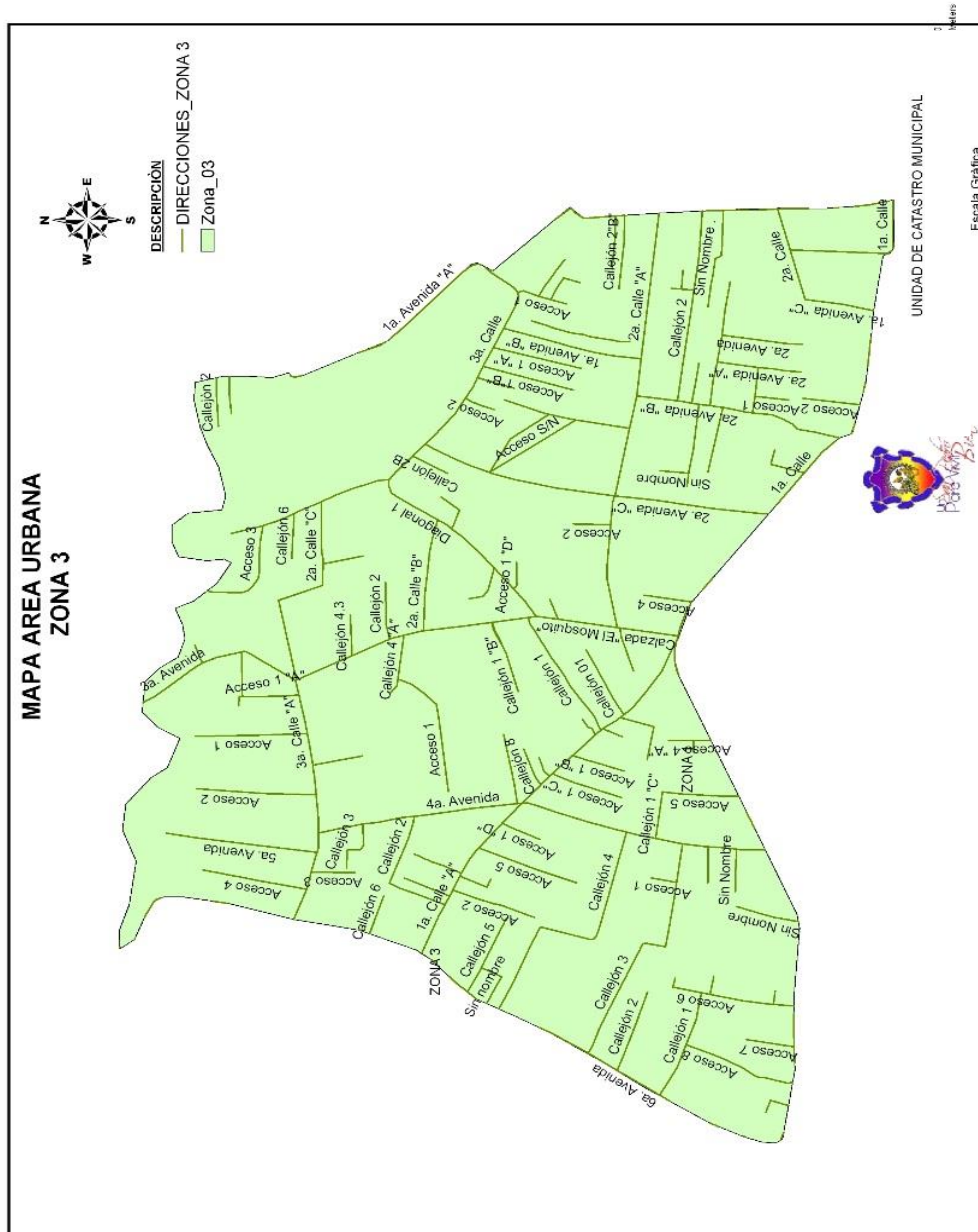 MAPA AREA URBANA
ZONA 3
N
W
E
S
DESCRIPCIÓN
DIRECCIONES_ZONA 3
Zona_03
1a. Avenida "A"
Callejón 2
3a. Calle
Acceso 1
Callejón 2"B"
2a. Calle "A"
Sin Nombre
Callejón 2
2a. Calle
1a. Calle
1a. Avenida "C"
1a. Avenida "B"
Acceso 1 "A"
Acceso 1"B"
Acceso 2
Acceso S/N
2a. Avenida
2a. Avenida "A"
2a. Avenida "B"
Acceso 1
Acceso 2
1a. Calle
Sin Nombre
2a. Avenida "C"
Acceso 2
Acceso 4
Callejón 2B
Diagonal 1
Acceso 1 "D"
Calzada "El Mosquito"
Acceso 3
Callejón 6
2a. Calle "C"
Callejón 4.3
Callejón 2
2a. Calle "B"
Callejón 4 "A"
Callejón 1 "B"
Callejón 1
Callejón 01
3a. Avenida
Acceso 1 "A"
3a. Calle "A"
Acceso 1
Acceso 2
Acceso 1
Callejón 8
4a. Avenida
Acceso 1 "B"
Acceso 1 "C"
Acceso 4 "A"
ZONA
Callejón 1 "C"
Acceso 5
5a. Avenida
Acceso 4
Acceso 3
Callejón 3
Callejón 2
Callejón 6
1a. Calle "A"
Acceso 1 "D"
Acceso 5
Acceso 2
Callejón 4
Acceso 1
Sin Nombre
Sin Nombre
ZONA 3
Callejón 5
Sin nombre
Callejón 3
Callejón 2
Callejón 1
Acceso 6
Acceso 7
Acceso 8
6a. Avenida
UNIDAD DE CATASTRO MUNICIPAL
Para Vivir
Bien
Escala Gráfica
0
Meters